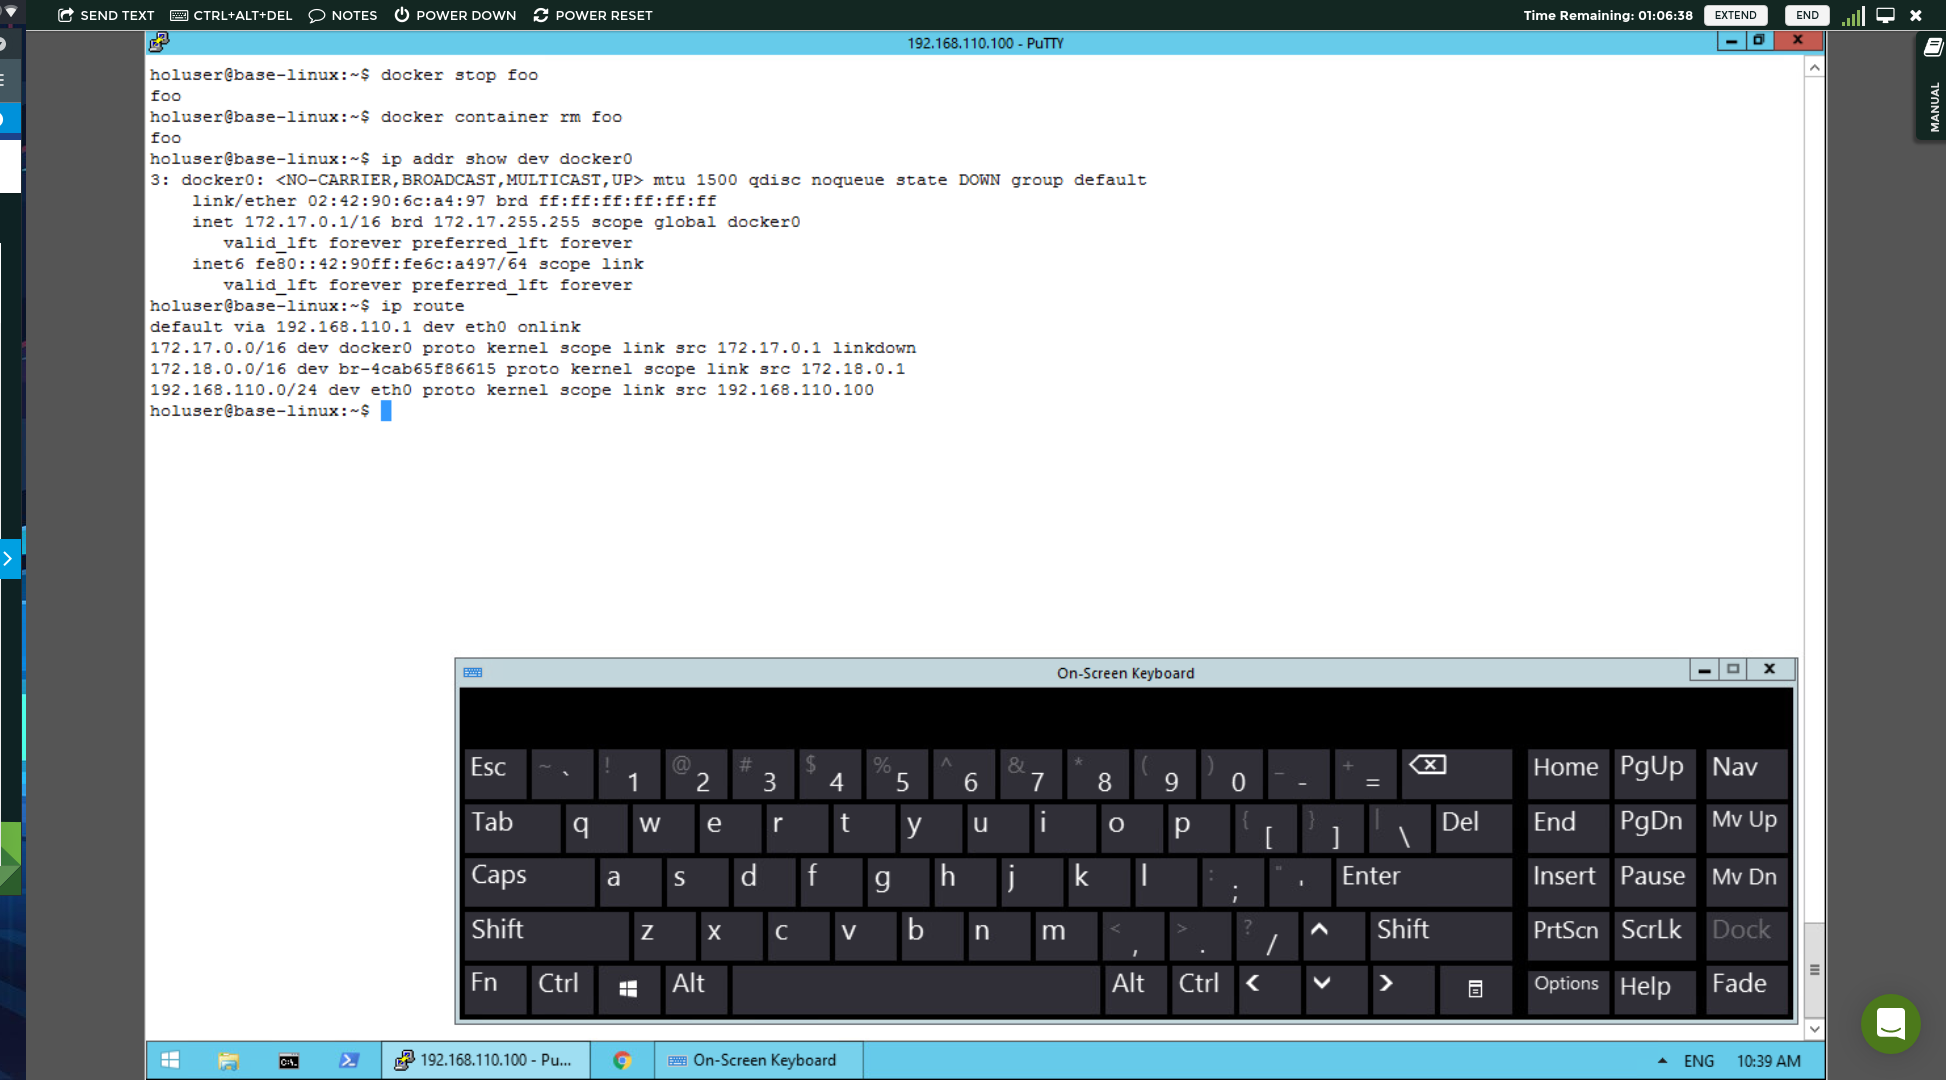 SEND TEXT CTRL+ALT+DEL NOTES POWER DOWN POWER RESET Time Remaining: 01:06:38 EXTEND END
192.168.110.100 - PuTTY
MANUAL
holuser@base-linux:~$ docker stop foo
foo
holuser@base-linux:~$ docker container rm foo
foo
holuser@base-linux:~$ ip addr show dev docker0
3: docker0: <NO-CARRIER,BROADCAST,MULTICAST,UP> mtu 1500 qdisc noqueue state DOWN group default
link/ether 02:42:90:6c:a4:97 brd ff:ff:ff:ff:ff:ff
inet 172.17.0.1/16 brd 172.17.255.255 scope global docker0
valid_lft forever preferred_lft forever
inet6 fe80::42:90ff:fe6c:a497/64 scope link
valid_lft forever preferred_lft forever
holuser@base-linux:~$ ip route
default via 192.168.110.1 dev eth0 onlink
172.17.0.0/16 dev docker0 proto kernel scope link src 172.17.0.1 linkdown
172.18.0.0/16 dev br-4cab65f86615 proto kernel scope link src 172.18.0.1
192.168.110.0/24 dev eth0 proto kernel scope link src 192.168.110.100
holuser@base-linux:~$
On-Screen Keyboard
Esc ~ ` ! 1 @ 2 # 3 $ 4 % 5 ^ 6 & 7 * 8 ( 9 ) 0 _ - + = Home PgUp Nav
Tab q w e r t y u i o p { [ } ] | \ Del End PgDn Mv Up
Caps a s d f g h j k l : ; " ' Enter Insert Pause Mv Dn
Shift z x c v b n m < , > . ? / Shift PrtScn ScrLk Dock
Fn Ctrl Alt Alt Ctrl Options Help Fade
192.168.110.100 - Pu... On-Screen Keyboard ENG 10:39 AM